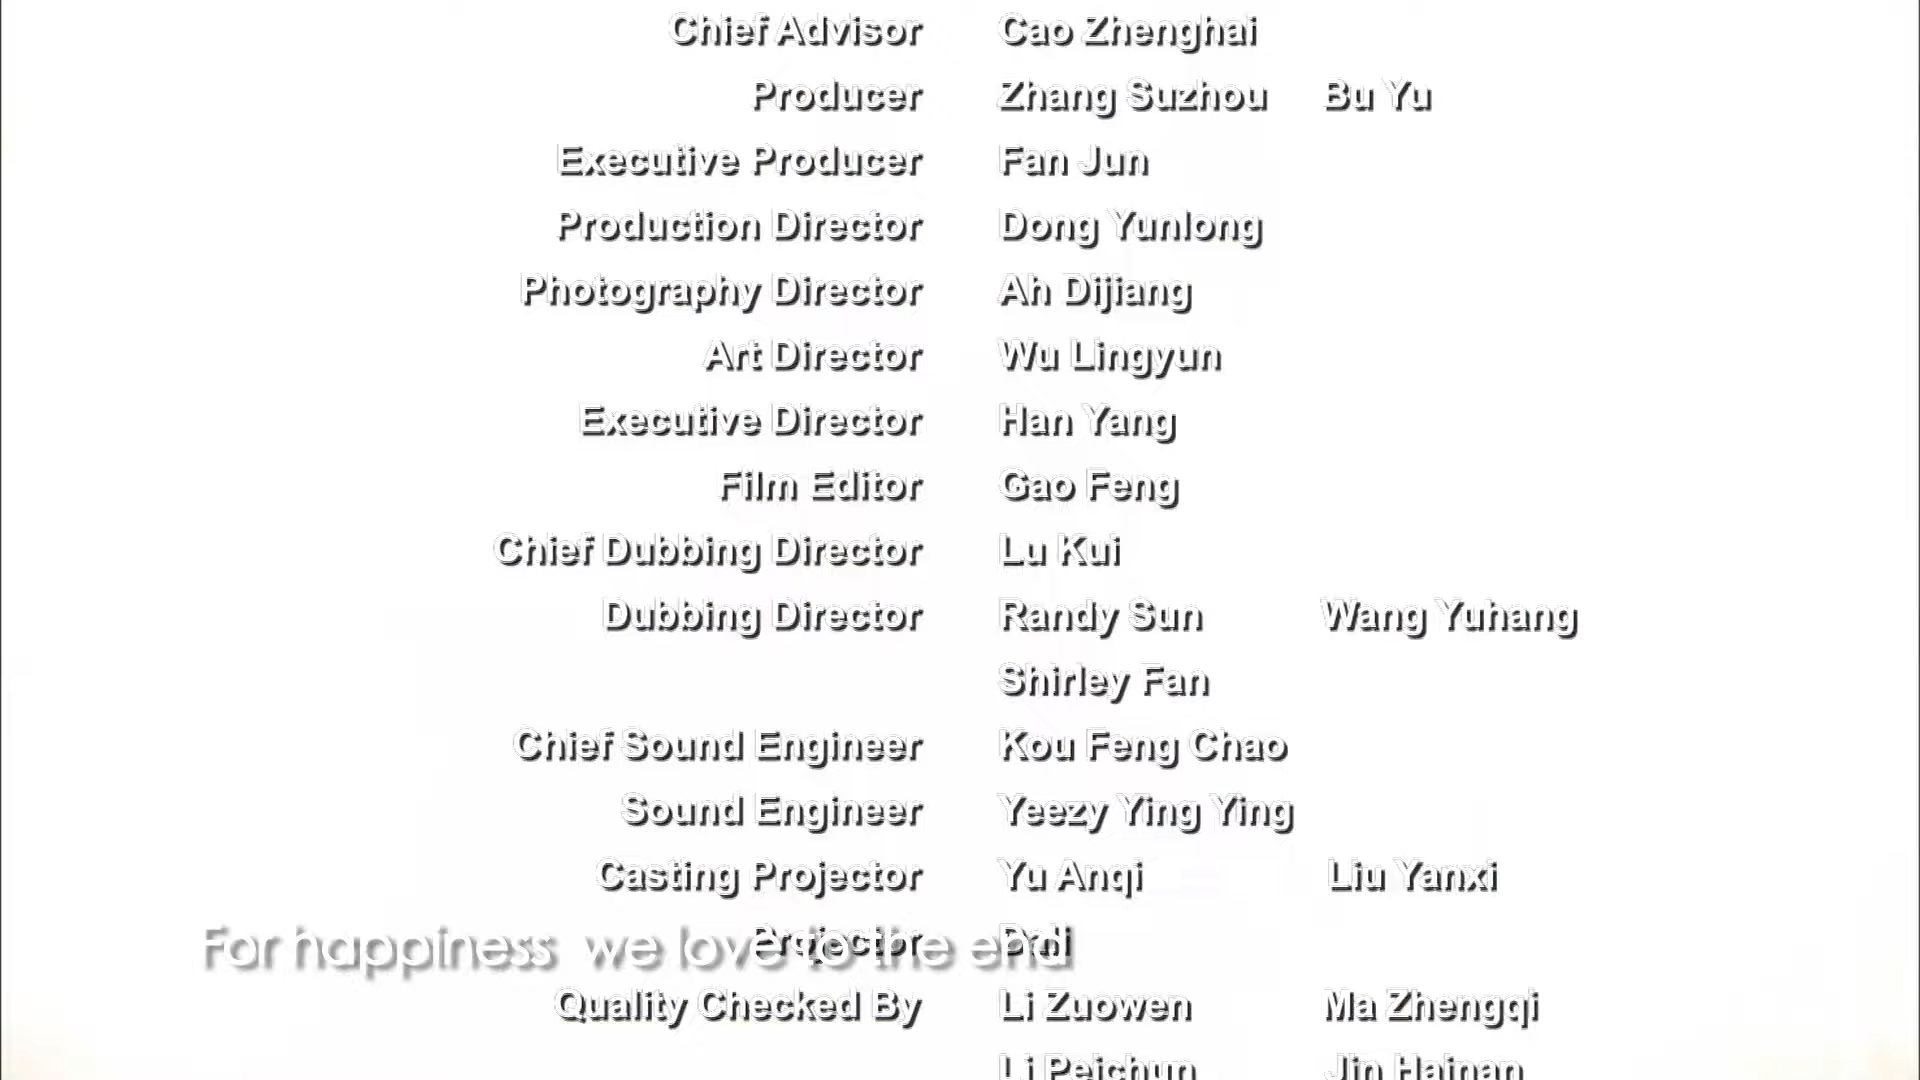 Chief Advisor Cao Zhenghai
Producer Zhang Suzhou Bu Yu
Executive Producer Fan Jun
Production Director Dong Yunlong
Photography Director Ah Dijiang
Art Director Wu Lingyun
Executive Director Han Yang
Film Editor Gao Feng
Chief Dubbing Director Lu Kui
Dubbing Director Randy Sun Wang Yuhang
Shirley Fan
Chief Sound Engineer Kou Feng Chao
Sound Engineer Yeezy Ying Ying
Casting Projector Yu Anqi Liu Yanxi
Projector Dali
For happiness we love to the end
Quality Checked By Li Zuowen Ma Zhengqi
Li Peichun Jin Hainan